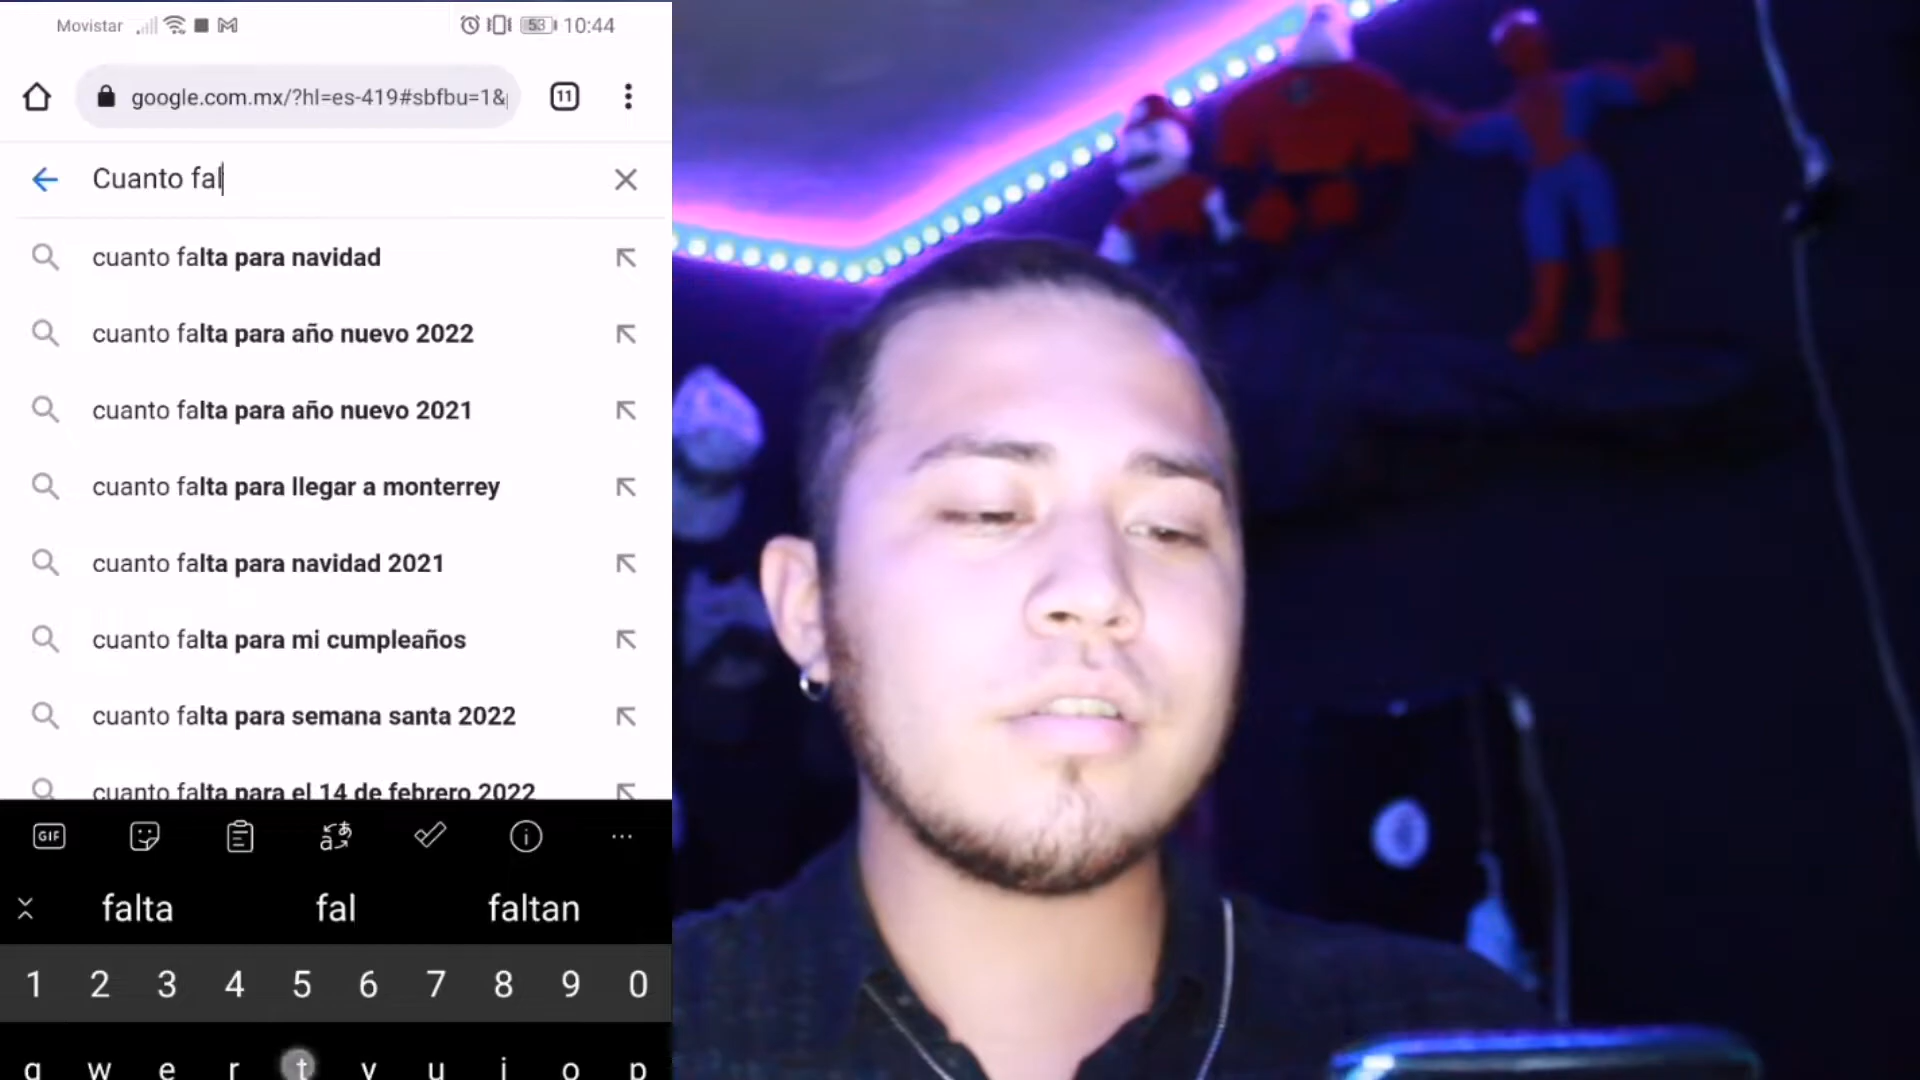 Movistar 53 10:44
google.com.mx/?hl=es-419#sbfbu=1& 11
Cuanto fal
cuanto falta para navidad
cuanto falta para año nuevo 2022
cuanto falta para año nuevo 2021
cuanto falta para llegar a monterrey
cuanto falta para navidad 2021
cuanto falta para mi cumpleaños
cuanto falta para semana santa 2022
cuanto falta para el 14 de febrero 2022
GIF
falta fal faltan
1 2 3 4 5 6 7 8 9 0
q w e r t y u i o p